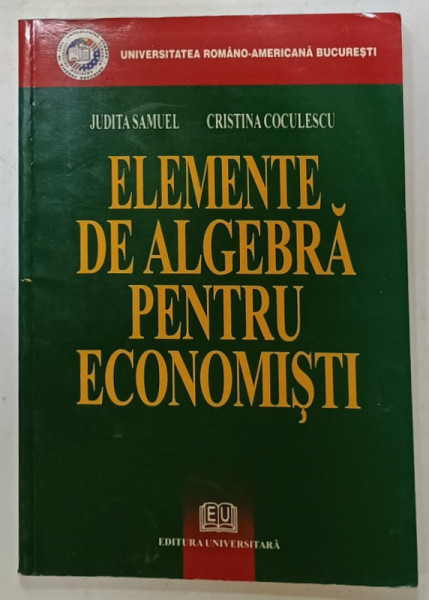 UNIVERSITATEA ROMÂNO-AMERICANĂ BUCUREȘTI
JUDITA SAMUEL CRISTINA COCULESCU
ELEMENTE
DE ALGEBRĂ
PENTRU
ECONOMIȘTI
EU
EDITURA UNIVERSITARĂ